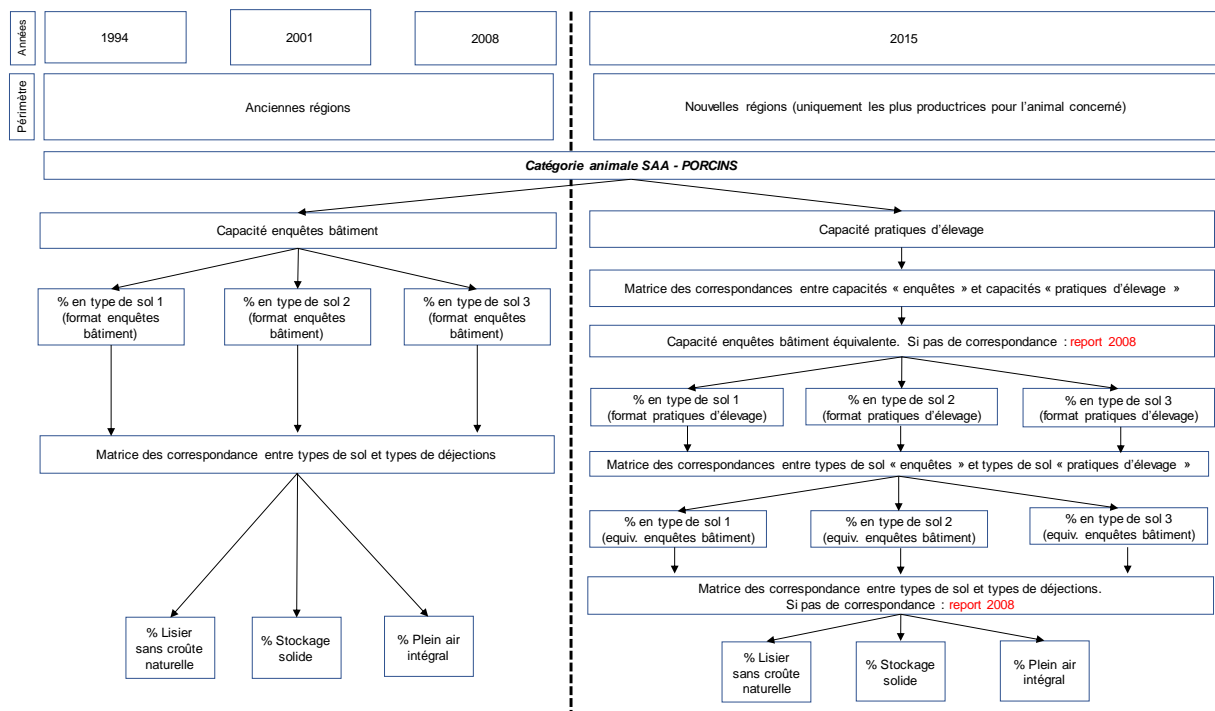 Années
1994
2001
2008
2015
Périmètre
Anciennes régions
Nouvelles régions (uniquement les plus productrices pour l'animal concerné)
Catégorie animale SAA - PORCINS
Capacité enquêtes bâtiment
% en type de sol 1
(format enquêtes
bâtiment)
% en type de sol 2
(format enquêtes
bâtiment)
% en type de sol 3
(format enquêtes
bâtiment)
Matrice des correspondance entre types de sol et types de déjections
% Lisier
sans croûte
naturelle
% Stockage
solide
% Plein air
intégral
Capacité pratiques d'élevage
Matrice des correspondances entre capacités « enquêtes » et capacités « pratiques d'élevage »
Capacité enquêtes bâtiment équivalente. Si pas de correspondance : report 2008
% en type de sol 1
(format pratiques d'élevage)
% en type de sol 2
(format pratiques d'élevage)
% en type de sol 3
(format pratiques d'élevage)
Matrice des correspondances entre types de sol « enquêtes » et types de sol « pratiques d'élevage »
% en type de sol 1
(equiv. enquêtes bâtiment)
% en type de sol 2
(equiv. enquêtes bâtiment)
% en type de sol 3
(equiv. enquêtes bâtiment)
Matrice des correspondance entre types de sol et types de déjections.
Si pas de correspondance : report 2008
% Lisier
sans croûte
naturelle
% Stockage
solide
% Plein air
intégral